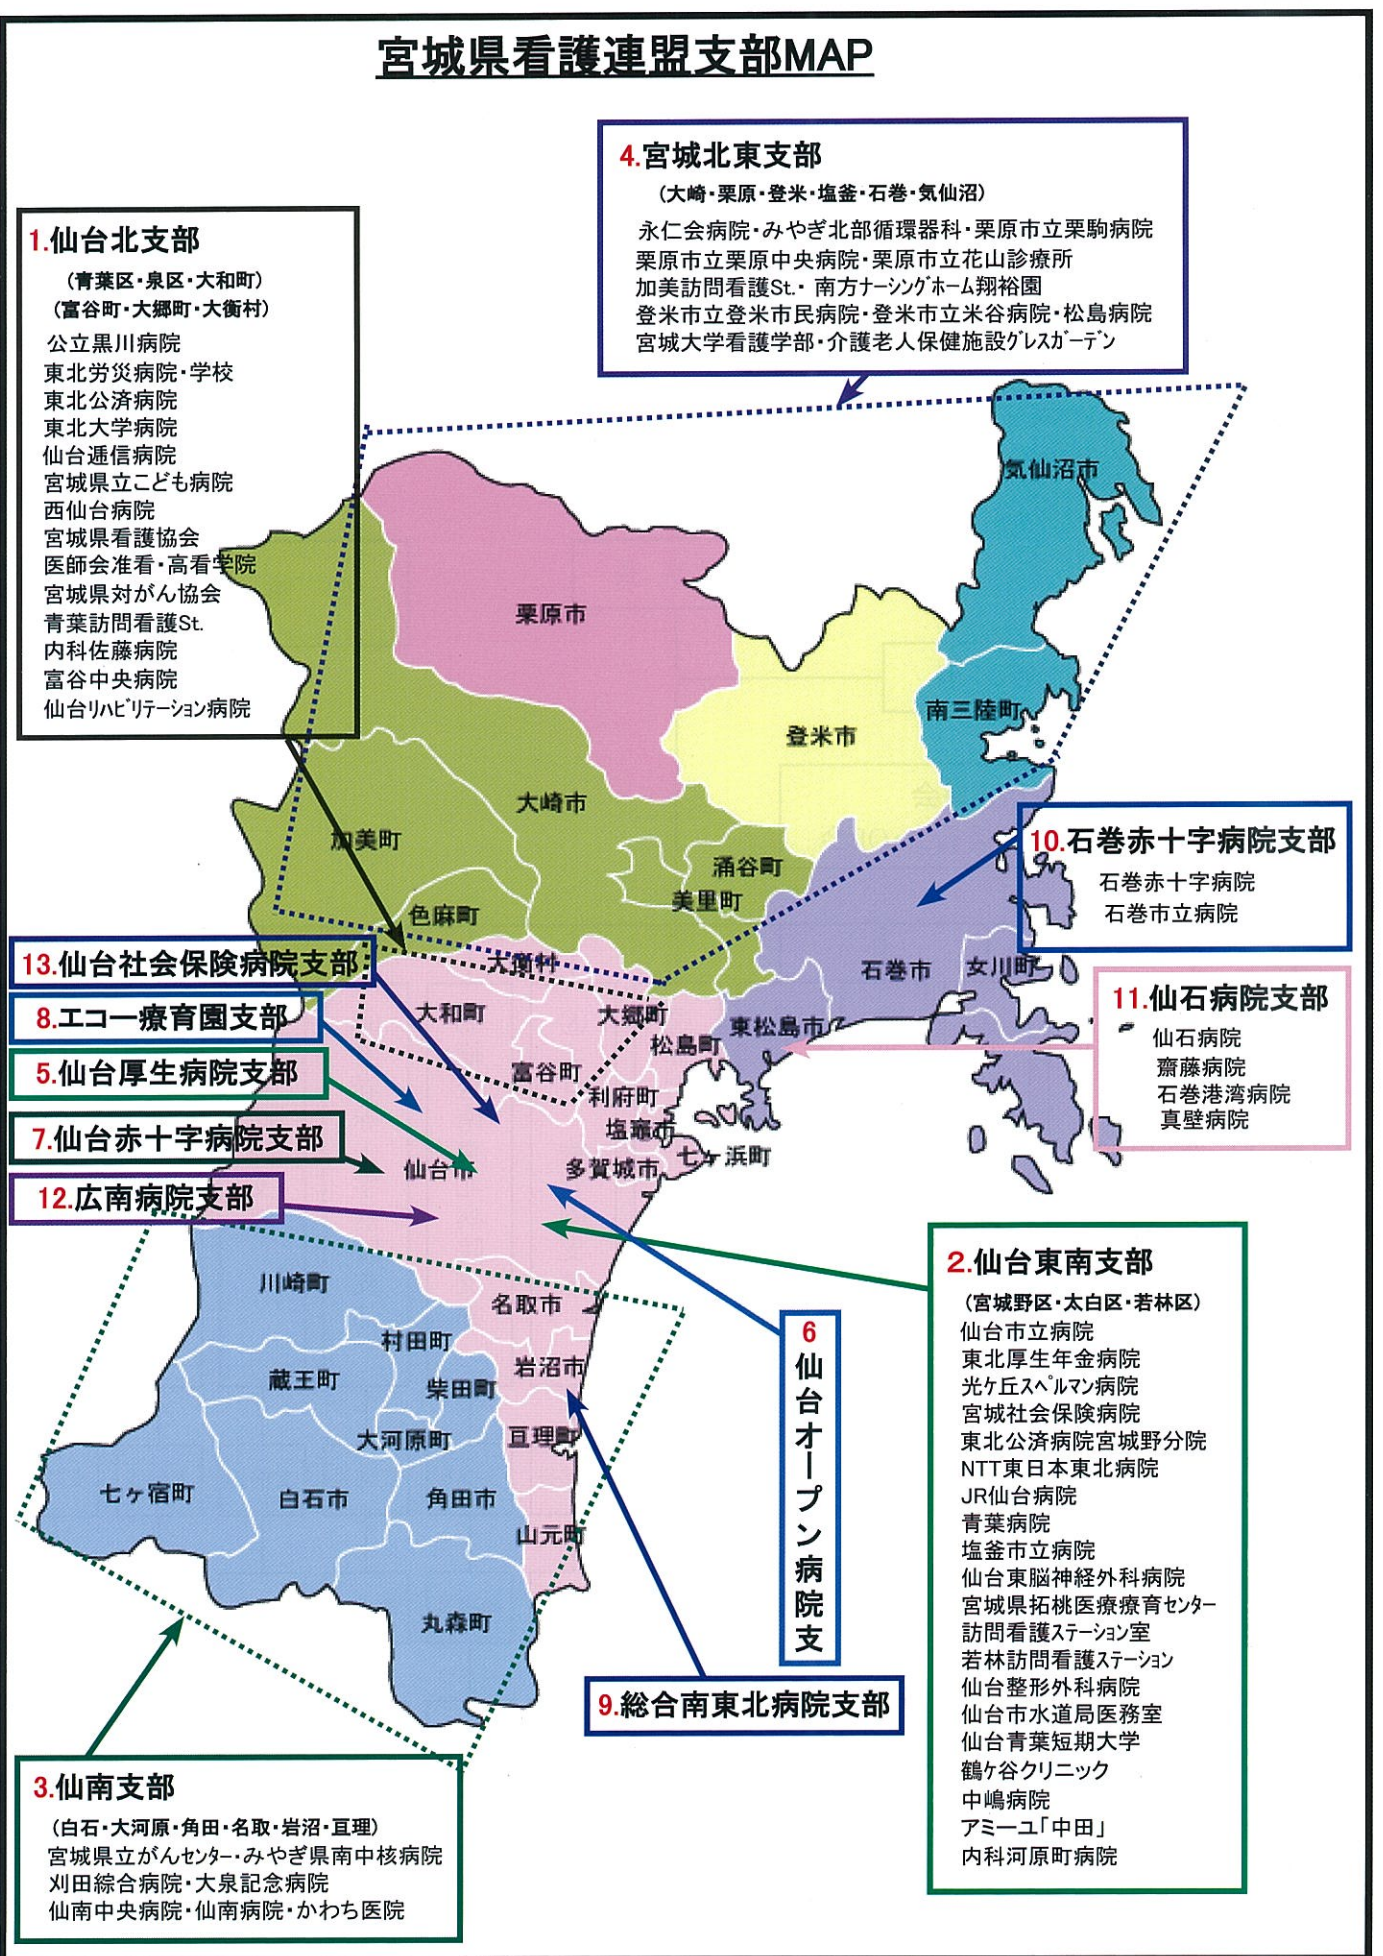 宮城県看護連盟支部MAP
4.宮城北東支部
(大崎・栗原・登米・塩釜・石巻・気仙沼)
永仁会病院・みやぎ北部循環器科・栗原市立栗駒病院
栗原市立栗原中央病院・栗原市立花山診療所
加美訪問看護St.・南方ﾅｰｼﾝｸﾞﾎｰﾑ翔裕園
登米市立登米市民病院・登米市立米谷病院・松島病院
宮城大学看護学部・介護老人保健施設ｸﾞﾚｽｶﾞｰﾃﾞﾝ
1.仙台北支部
(青葉区・泉区・大和町)
(富谷町・大郷町・大衡村)
公立黒川病院
東北労災病院・学校
東北公済病院
東北大学病院
仙台逓信病院
宮城県立こども病院
西仙台病院
宮城県看護協会
医師会准看・高看学院
宮城県対がん協会
青葉訪問看護St.
内科佐藤病院
富谷中央病院
仙台ﾘﾊﾋﾞﾘﾃｰｼｮﾝ病院
気仙沼市
栗原市
南三陸町
登米市
大崎市
加美町
涌谷町
美里町
色麻町
大衡村
石巻市
女川町
大和町
大郷町
東松島市
松島町
富谷町
利府町
塩竈市
七ヶ浜町
多賀城市
仙台市
10.石巻赤十字病院支部
石巻赤十字病院
石巻市立病院
11.仙石病院支部
仙石病院
齋藤病院
石巻港湾病院
真壁病院
13.仙台社会保険病院支部
8.エコー療育園支部
5.仙台厚生病院支部
7.仙台赤十字病院支部
12.広南病院支部
川崎町
名取市
村田町
岩沼市
蔵王町
柴田町
大河原町
亘理町
七ヶ宿町
白石市
角田市
山元町
丸森町
6
仙台オープン病院支
2.仙台東南支部
(宮城野区・太白区・若林区)
仙台市立病院
東北厚生年金病院
光ケ丘ｽﾍﾟﾙﾏﾝ病院
宮城社会保険病院
東北公済病院宮城野分院
NTT東日本東北病院
JR仙台病院
青葉病院
塩釜市立病院
仙台東脳神経外科病院
宮城県拓桃医療療育ｾﾝﾀｰ
訪問看護ｽﾃｰｼｮﾝ室
若林訪問看護ｽﾃｰｼｮﾝ
仙台整形外科病院
仙台市水道局医務室
仙台青葉短期大学
鶴ケ谷クリニック
中嶋病院
アミーユ「中田」
内科河原町病院
9.総合南東北病院支部
3.仙南支部
(白石・大河原・角田・名取・岩沼・亘理)
宮城県立がんｾﾝﾀｰ・みやぎ県南中核病院
刈田綜合病院・大泉記念病院
仙南中央病院・仙南病院・かわち医院